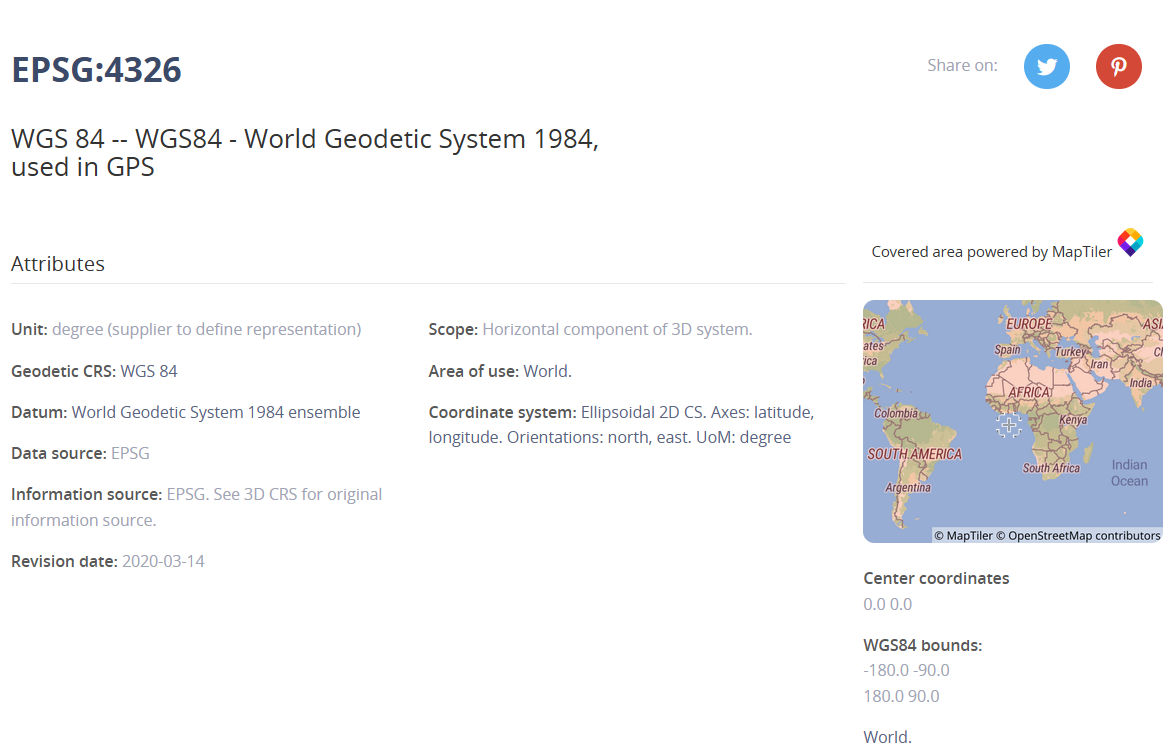 EPSG:4326
Share on:
WGS 84 -- WGS84 - World Geodetic System 1984,
used in GPS
Attributes
Unit: degree (supplier to define representation)
Geodetic CRS: WGS 84
Datum: World Geodetic System 1984 ensemble
Data source: EPSG
Information source: EPSG. See 3D CRS for original
information source.
Revision date: 2020-03-14
Scope: Horizontal component of 3D system.
Area of use: World.
Coordinate system: Ellipsoidal 2D CS. Axes: latitude,
longitude. Orientations: north, east. UoM: degree
Covered area powered by MapTiler
RICA
EUROPE
ASI
ates
ica
Spain
Turkey
Iran
Ch
India
AFRICA
Colombia
Kenya
SOUTH AMERICA
South Africa
Indian
Ocean
Argentina
© MapTiler © OpenStreetMap contributors
Center coordinates
0.0 0.0
WGS84 bounds:
-180.0 -90.0
180.0 90.0
World.